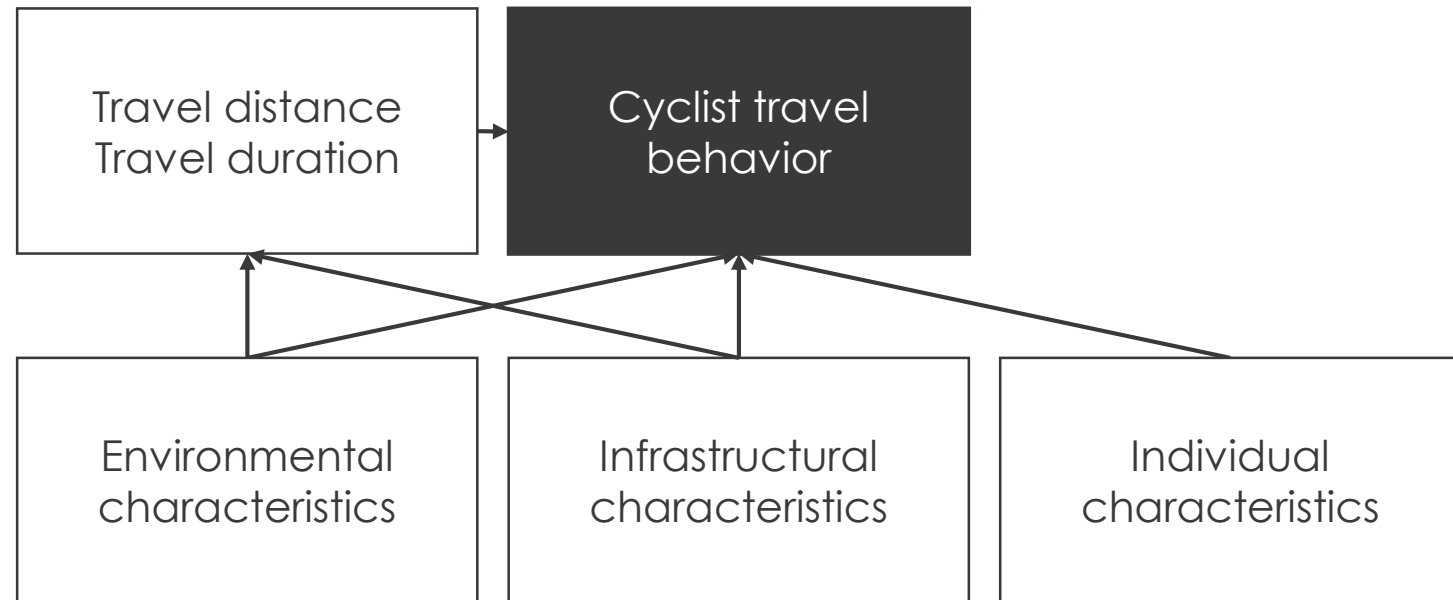 Travel distance
Travel duration
Cyclist travel
behavior
Environmental
characteristics
Infrastructural
characteristics
Individual
characteristics